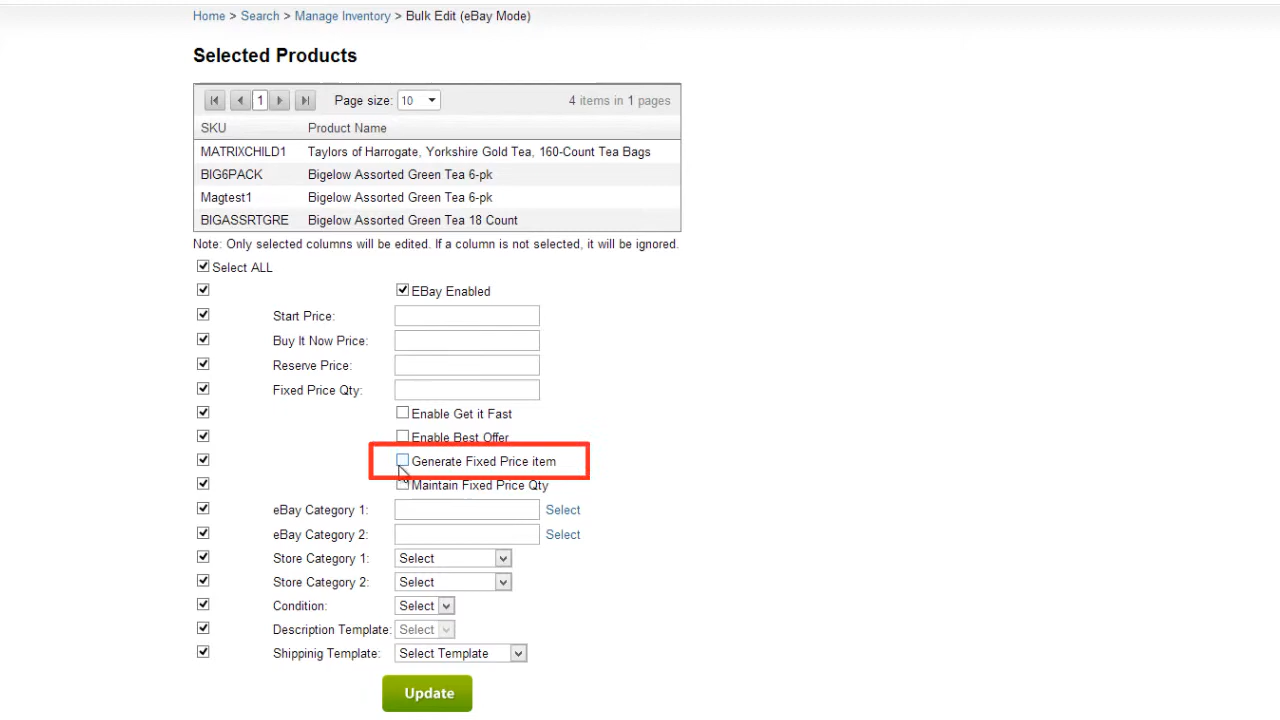 Home > Search > Manage Inventory > Bulk Edit (eBay Mode)
Selected Products
1 Page size: 10 4 items in 1 pages
SKU Product Name
MATRIXCHILD1 Taylors of Harrogate, Yorkshire Gold Tea, 160-Count Tea Bags
BIG6PACK Bigelow Assorted Green Tea 6-pk
Magtest1 Bigelow Assorted Green Tea 6-pk
BIGASSRTGRE Bigelow Assorted Green Tea 18 Count
Note: Only selected columns will be edited. If a column is not selected, it will be ignored.
Select ALL
EBay Enabled
Start Price:
Buy It Now Price:
Reserve Price:
Fixed Price Qty:
Enable Get it Fast
Enable Best Offer
Generate Fixed Price item
Maintain Fixed Price Qty
eBay Category 1: Select
eBay Category 2: Select
Store Category 1: Select
Store Category 2: Select
Condition: Select
Description Template: Select
Shippinig Template: Select Template
Update